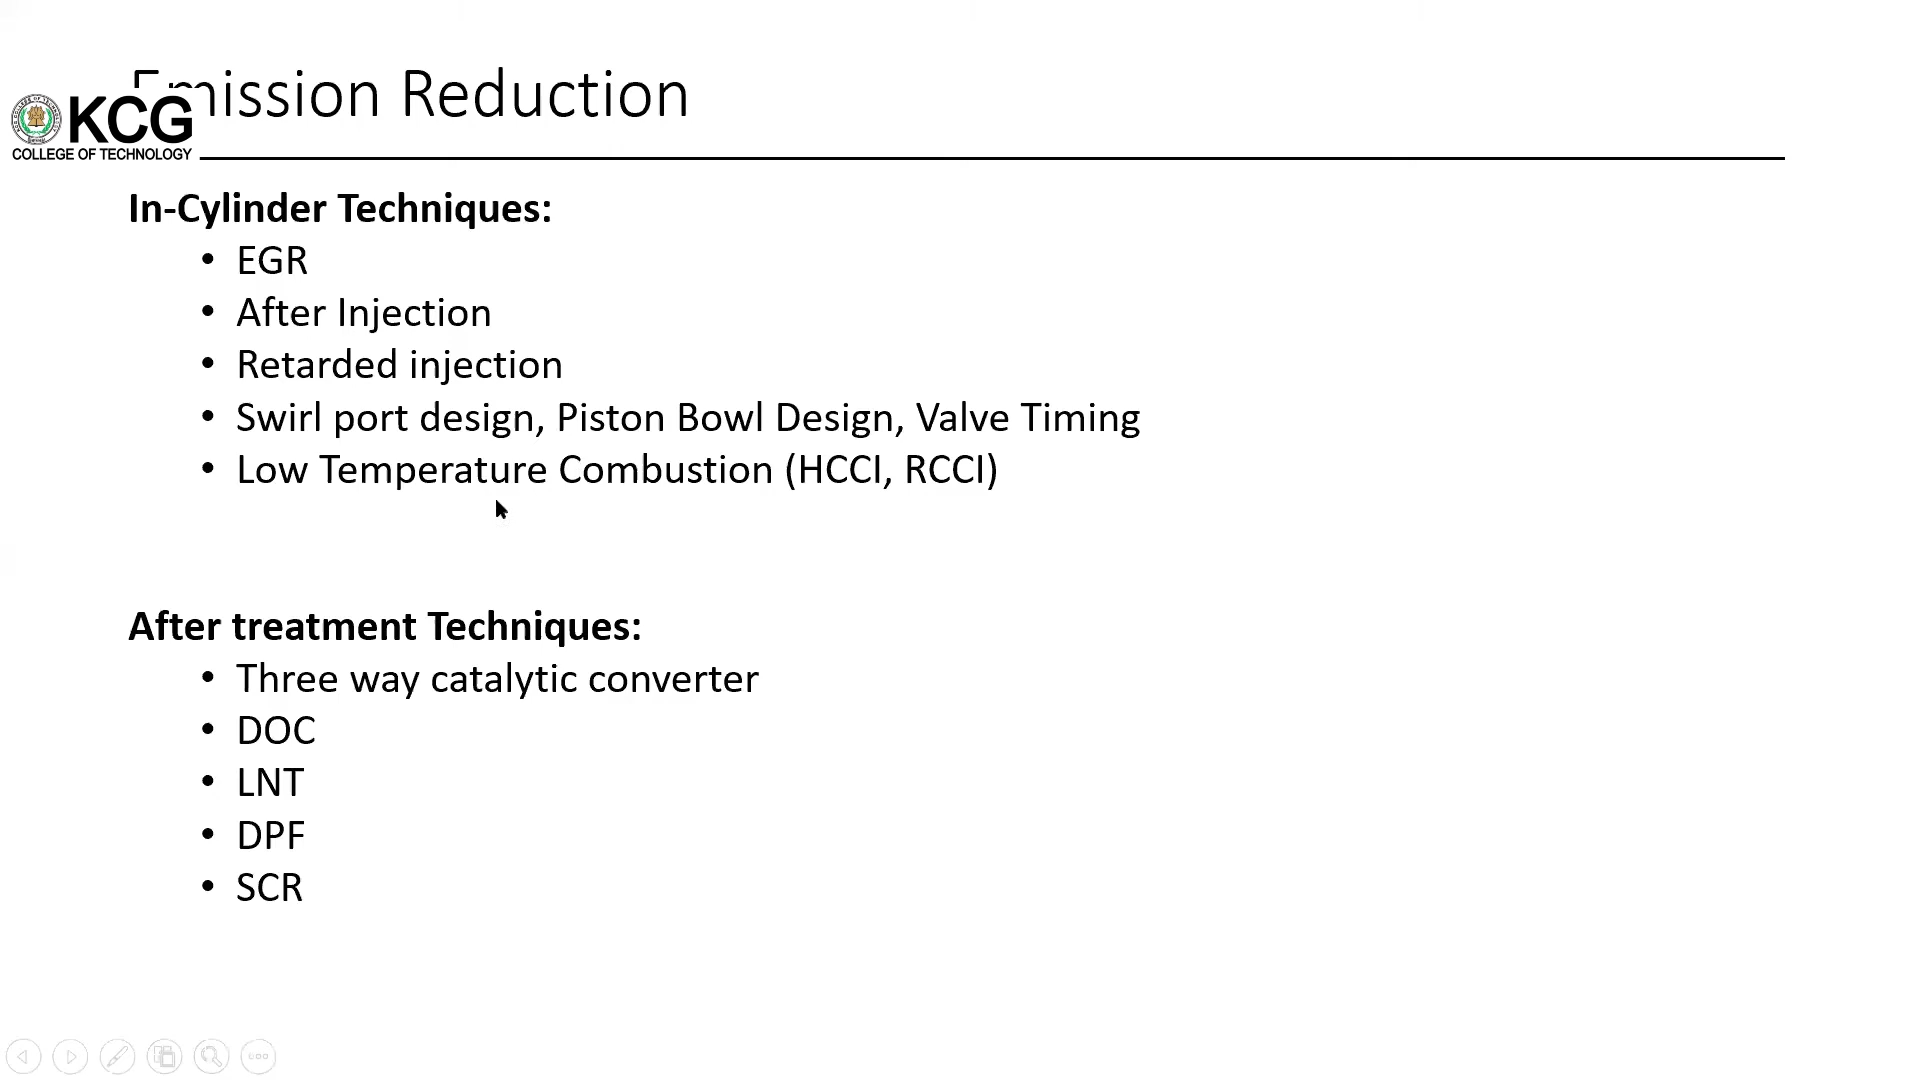 Emission Reduction
KCG
COLLEGE OF TECHNOLOGY
In-Cylinder Techniques:
• EGR
• After Injection
• Retarded injection
• Swirl port design, Piston Bowl Design, Valve Timing
• Low Temperature Combustion (HCCI, RCCI)
After treatment Techniques:
• Three way catalytic converter
• DOC
• LNT
• DPF
• SCR